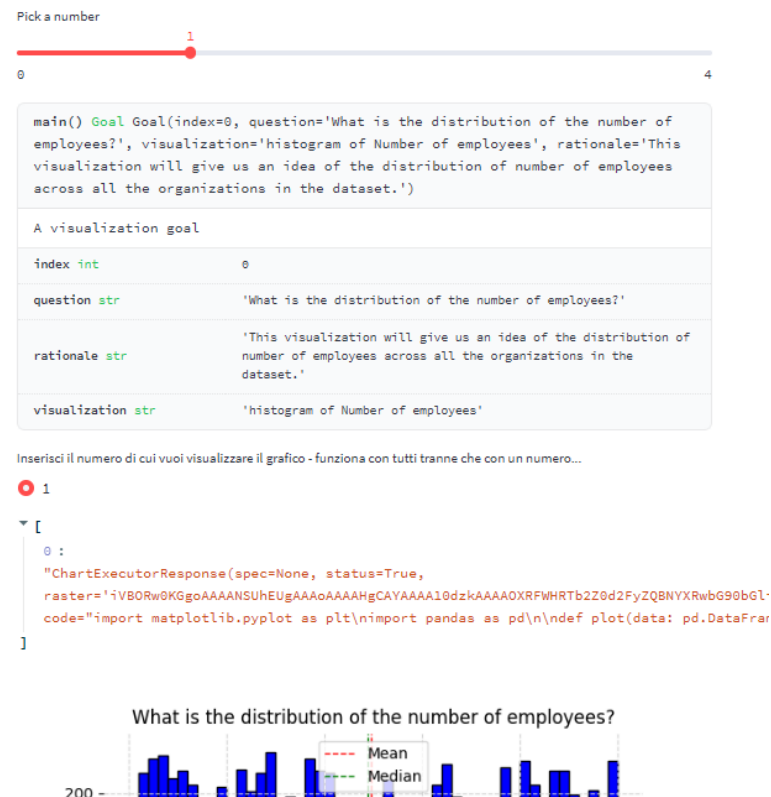 Pick a number
1
0 4
main() Goal Goal(index=0, question='What is the distribution of the number of
employees?', visualization='histogram of Number of employees', rationale='This
visualization will give us an idea of the distribution of number of employees
across all the organizations in the dataset.')
A visualization goal
index int 0
question str 'What is the distribution of the number of employees?'
rationale str 'This visualization will give us an idea of the distribution of
number of employees across all the organizations in the
dataset.'
visualization str 'histogram of Number of employees'
Inserisci il numero di cui vuoi visualizzare il grafico - funziona con tutti tranne che con un numero...
1
[
0 :
"ChartExecutorResponse(spec=None, status=True,
raster='
code="import matplotlib.pyplot as plt\nimport pandas as pd\n\ndef plot(data:
]
What is the distribution of the number of employees?
Mean
Median
200